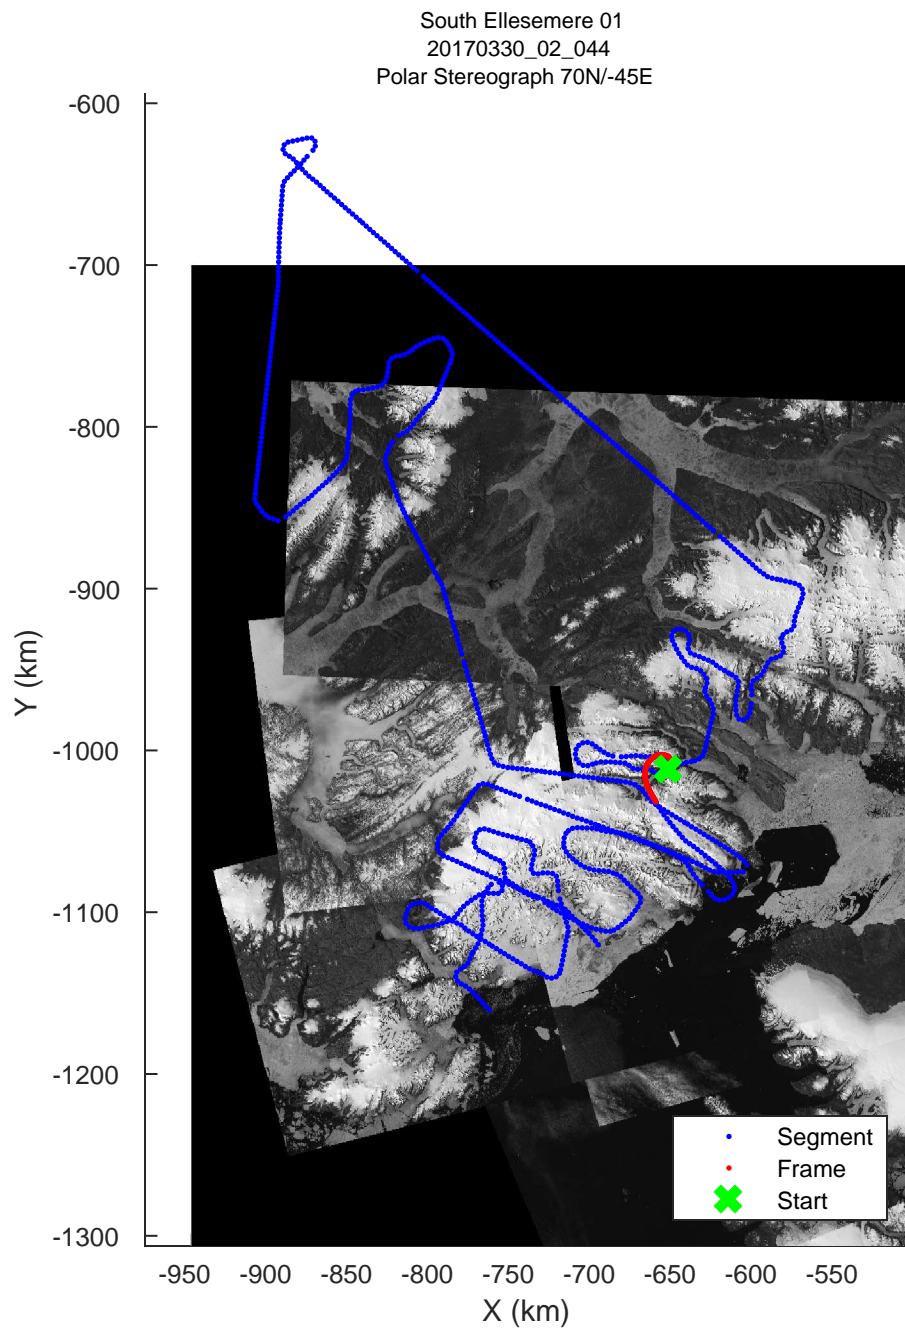 South Ellesemere 01
20170330_02_044
Polar Stereograph 70N/-45E
-600
-700
-800
-900
-1000
-1100
-1200
-1300
Y (km)
-950 -900 -850 -800 -750 -700 -650 -600 -550
X (km)
Segment
Frame
Start